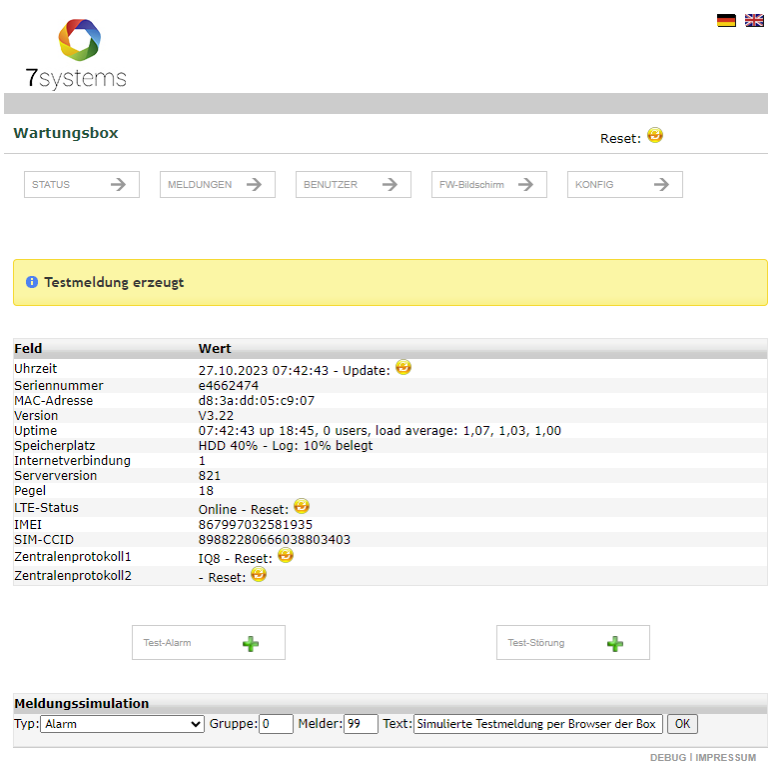 7systems
Wartungsbox
Reset:
STATUS MELDUNGEN BENUTZER FW-Bildschirm KONFIG
Testmeldung erzeugt
Feld Wert
Uhrzeit 27.10.2023 07:42:43 - Update:
Seriennummer e4662474
MAC-Adresse d8:3a:dd:05:c9:07
Version V3.22
Uptime 07:42:43 up 18:45, 0 users, load average: 1,07, 1,03, 1,00
Speicherplatz HDD 40% - Log: 10% belegt
Internetverbindung 1
Serverversion 821
Pegel 18
LTE-Status Online - Reset:
IMEI 867997032581935
SIM-CCID 89882280666038803403
Zentralenprotokoll1 IQ8 - Reset:
Zentralenprotokoll2 - Reset:
Test-Alarm Test-Störung
Meldungssimulation
Typ: Alarm Gruppe: 0 Melder: 99 Text: Simulierte Testmeldung per Browser der Box OK
DEBUG | IMPRESSUM